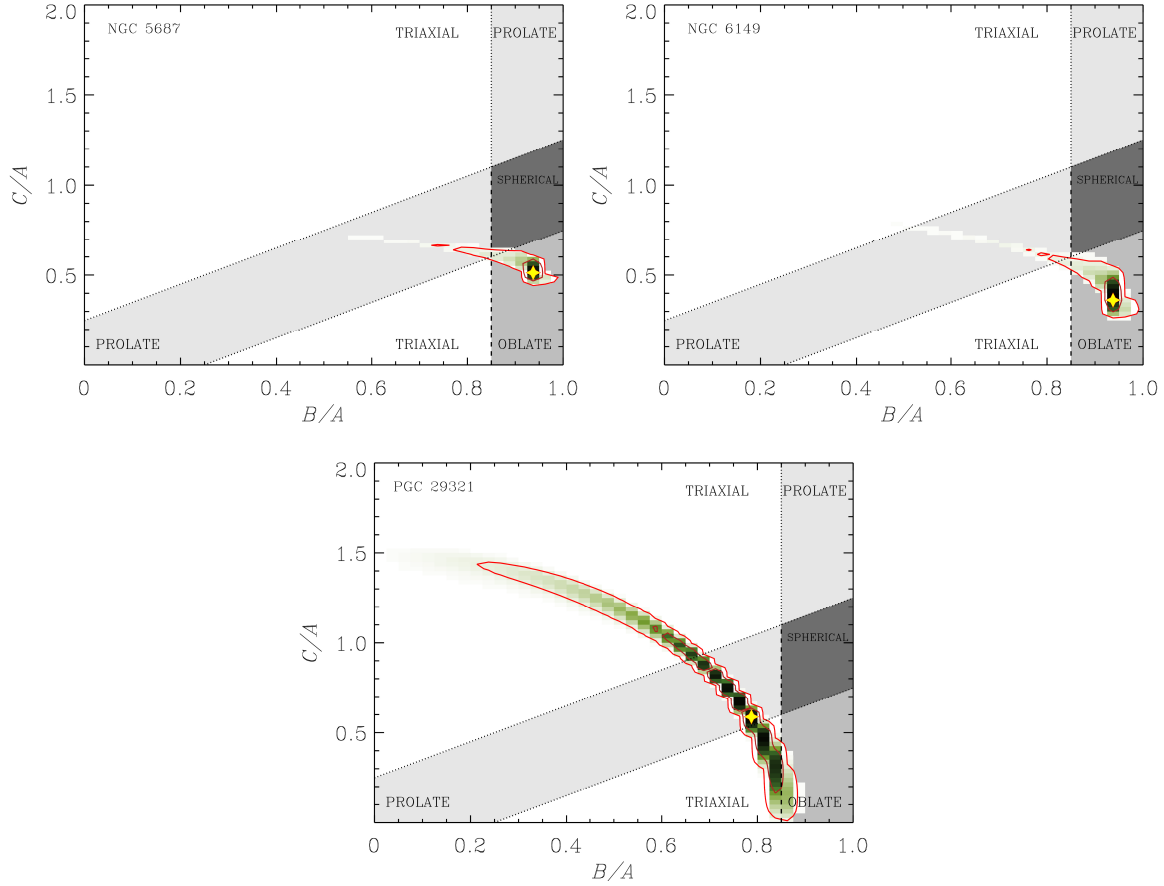 NGC 5687
TRIAXIAL
PROLATE
SPHERICAL
PROLATE
TRIAXIAL
OBLATE
2.0
1.5
1.0
0.5
C/A
0
0.2
0.4
0.6
0.8
1.0
B/A
NGC 6149
TRIAXIAL
PROLATE
SPHERICAL
PROLATE
TRIAXIAL
OBLATE
2.0
1.5
1.0
0.5
C/A
0
0.2
0.4
0.6
0.8
1.0
B/A
PGC 29321
TRIAXIAL
PROLATE
SPHERICAL
PROLATE
TRIAXIAL
OBLATE
2.0
1.5
1.0
0.5
C/A
0
0.2
0.4
0.6
0.8
1.0
B/A